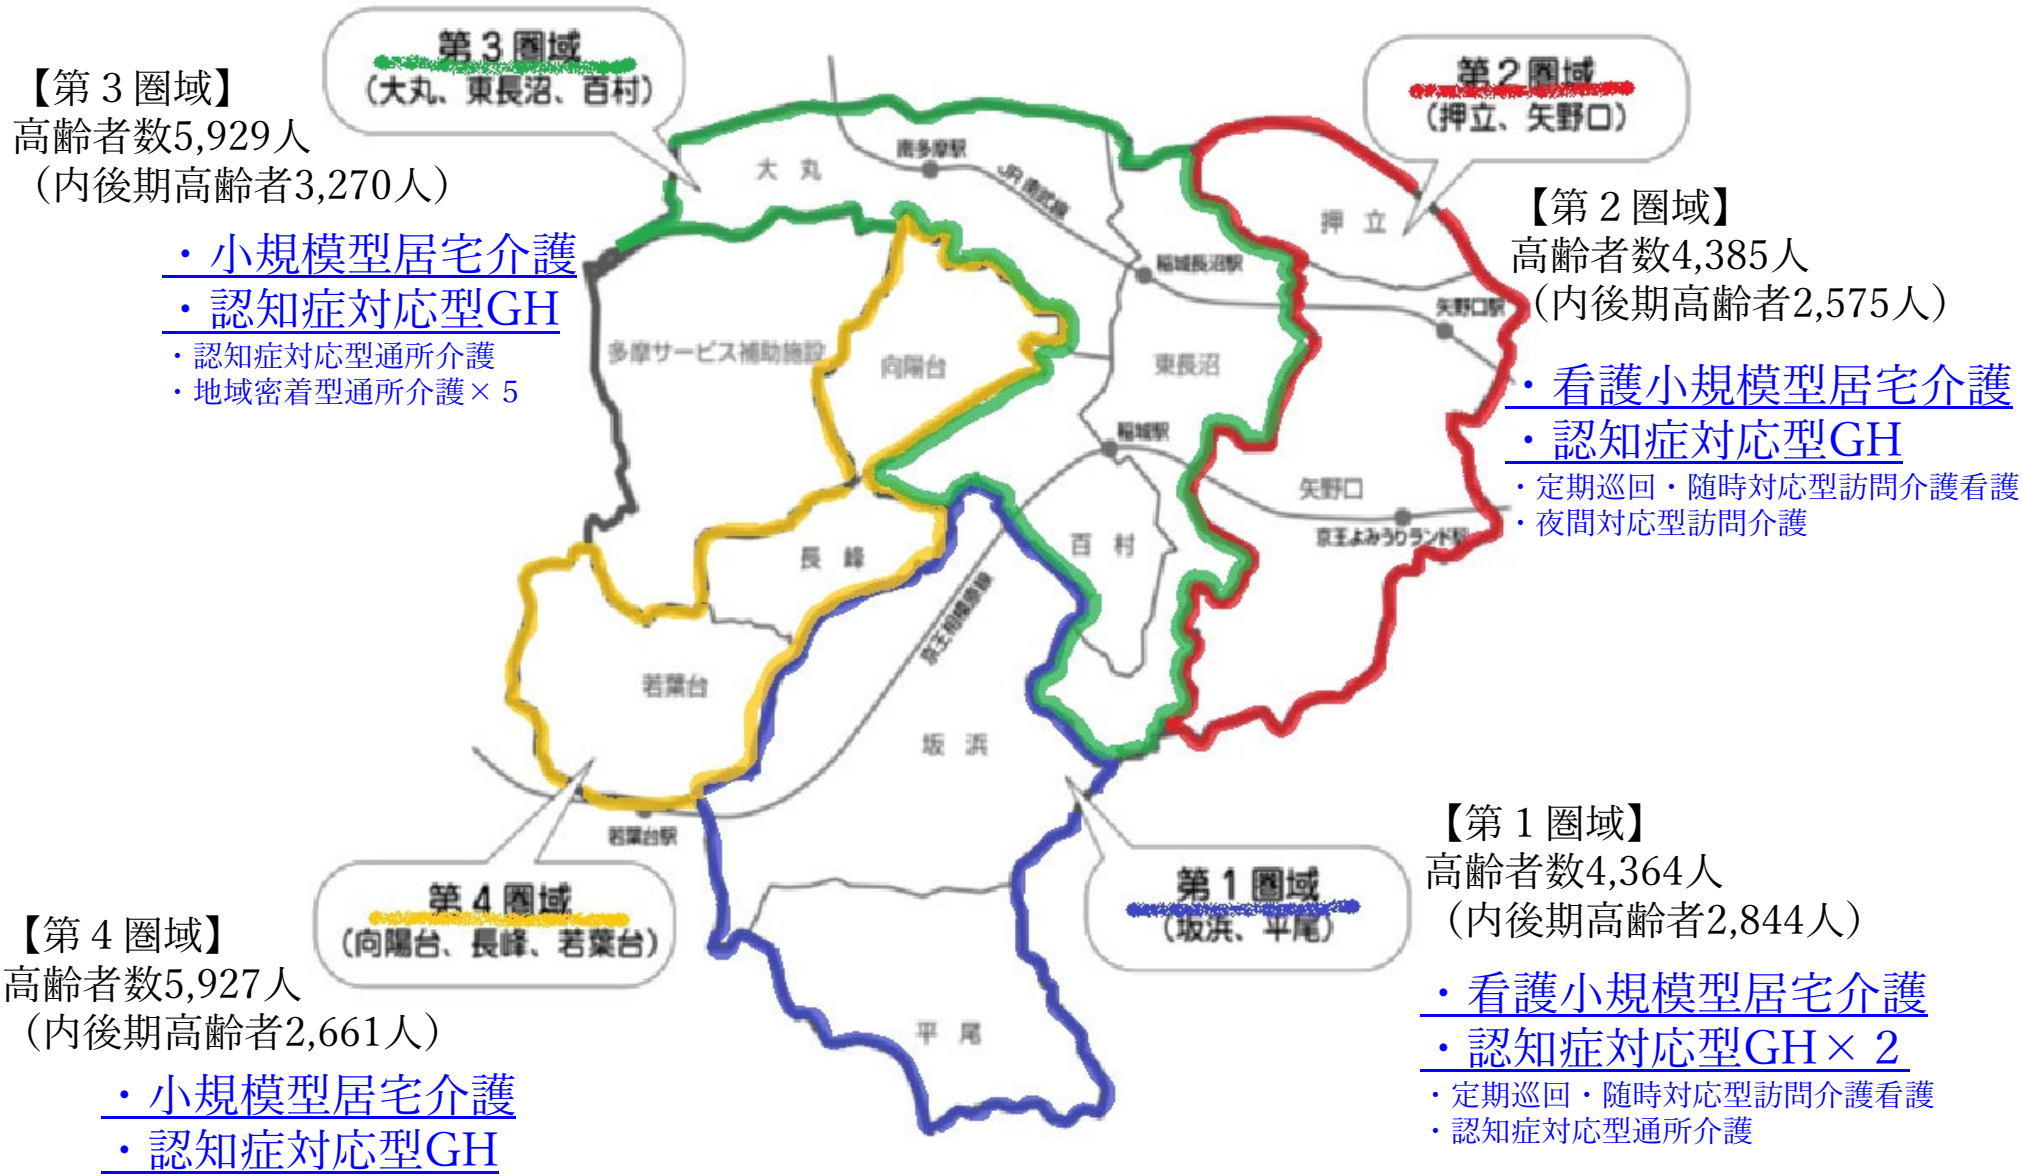 第３圏域
（大丸、東長沼、百村）
【第３圏域】
高齢者数5,929人
（内後期高齢者3,270人）
・小規模型居宅介護
・認知症対応型GH
・認知症対応型通所介護
・地域密着型通所介護×５
第２圏域
（押立、矢野口）
【第２圏域】
高齢者数4,385人
（内後期高齢者2,575人）
・看護小規模型居宅介護
・認知症対応型GH
・定期巡回・随時対応型訪問介護看護
・夜間対応型訪問介護
大丸
南多摩駅
JR南武線
押立
稲城長沼駅
矢野口駅
多摩サービス補助施設
向陽台
東長沼
稲城駅
矢野口
京王よみうりランド駅
百村
長峰
京王相模原線
若葉台
坂浜
若葉台駅
平尾
第４圏域
（向陽台、長峰、若葉台）
【第４圏域】
高齢者数5,927人
（内後期高齢者2,661人）
・小規模型居宅介護
・認知症対応型GH
第１圏域
（坂浜、平尾）
【第１圏域】
高齢者数4,364人
（内後期高齢者2,844人）
・看護小規模型居宅介護
・認知症対応型GH×２
・定期巡回・随時対応型訪問介護看護
・認知症対応型通所介護